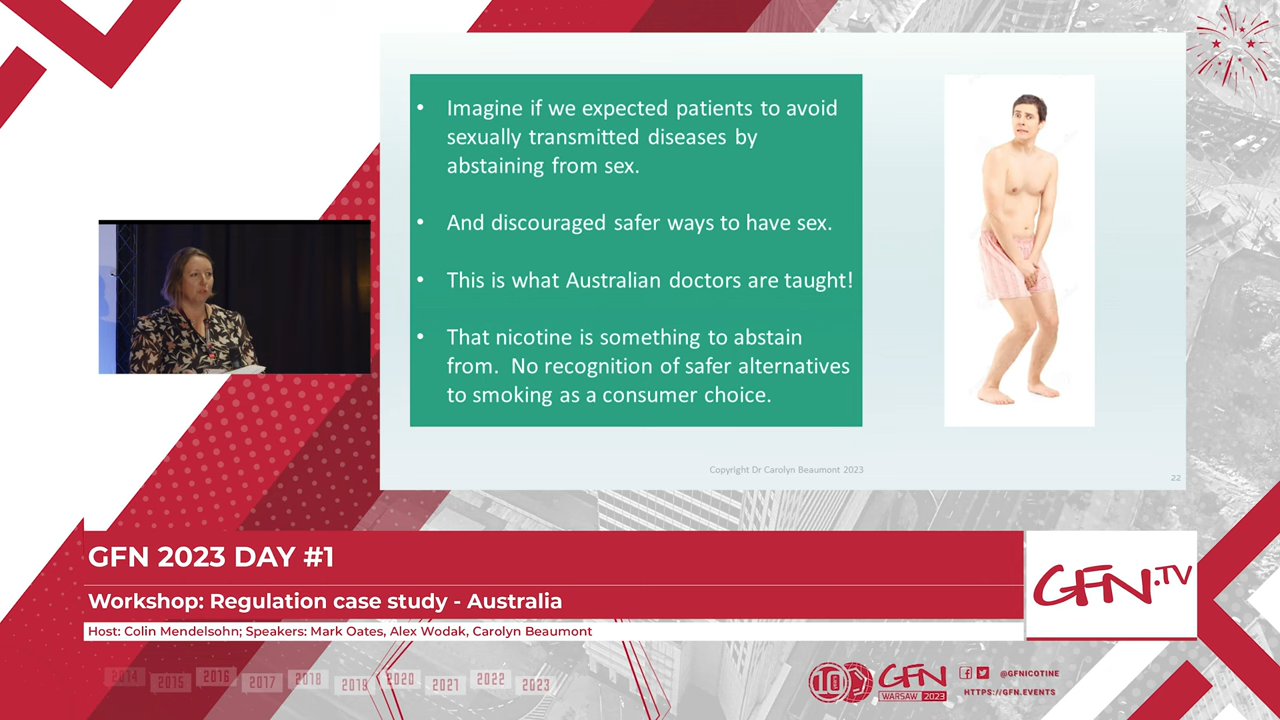 • Imagine if we expected patients to avoid
sexually transmitted diseases by
abstaining from sex.
• And discouraged safer ways to have sex.
• This is what Australian doctors are taught!
• That nicotine is something to abstain
from. No recognition of safer alternatives
to smoking as a consumer choice.
Copyright Dr Carolyn Beaumont 2023
22
GFN 2023 DAY #1
Workshop: Regulation case study - Australia
Host: Colin Mendelsohn; Speakers: Mark Oates, Alex Wodak, Carolyn Beaumont
GFN.TV
2014 2015 2016 2017 2018 2019 2020 2021 2022 2023
10 GFN
WARSAW 2023
@GFNICOTINE
HTTPS://GFN.EVENTS